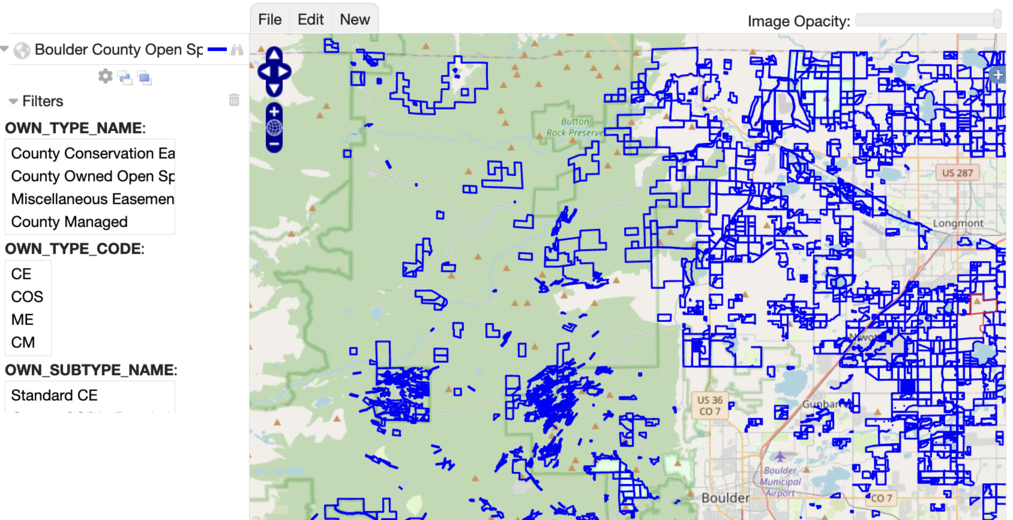 File Edit New
Image Opacity:
Boulder County Open Sp
Filters
OWN_TYPE_NAME:
County Conservation Ea
County Owned Open Sp
Miscellaneous Easemen
County Managed
OWN_TYPE_CODE:
CE
COS
ME
CM
OWN_SUBTYPE_NAME:
Standard CE
Button
Rock Preserve
US 287
Longmont
US 36
CO 7
Boulder
Municipal
Airport
Boulder
CO 7